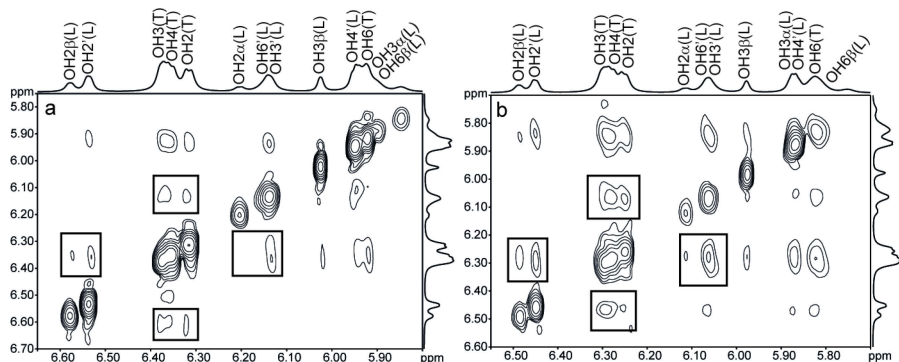 OH2β(L)
OH2'(L)
OH3(T)
OH4(T)
OH2(T)
OH2α(L)
OH6'(L)
OH3'(L)
OH3β(L)
OH4'(L)
OH6(T)
OH3α(L)
OH6β(L)
ppm
a
5.80
5.90
6.00
6.10
6.20
6.30
6.40
6.50
6.60
6.70
6.60 6.50 6.40 6.30 6.20 6.10 6.00 5.90 ppm
OH2β(L)
OH2'(L)
OH3(T)
OH4(T)
OH2(T)
OH2α(L)
OH6'(L)
OH3'(L)
OH3β(L)
OH3α(L)
OH4'(L)
OH6(T)
OH6β(L)
ppm
b
5.80
5.90
6.00
6.10
6.20
6.30
6.40
6.50
6.60
6.50 6.40 6.30 6.20 6.10 6.00 5.90 5.80 ppm